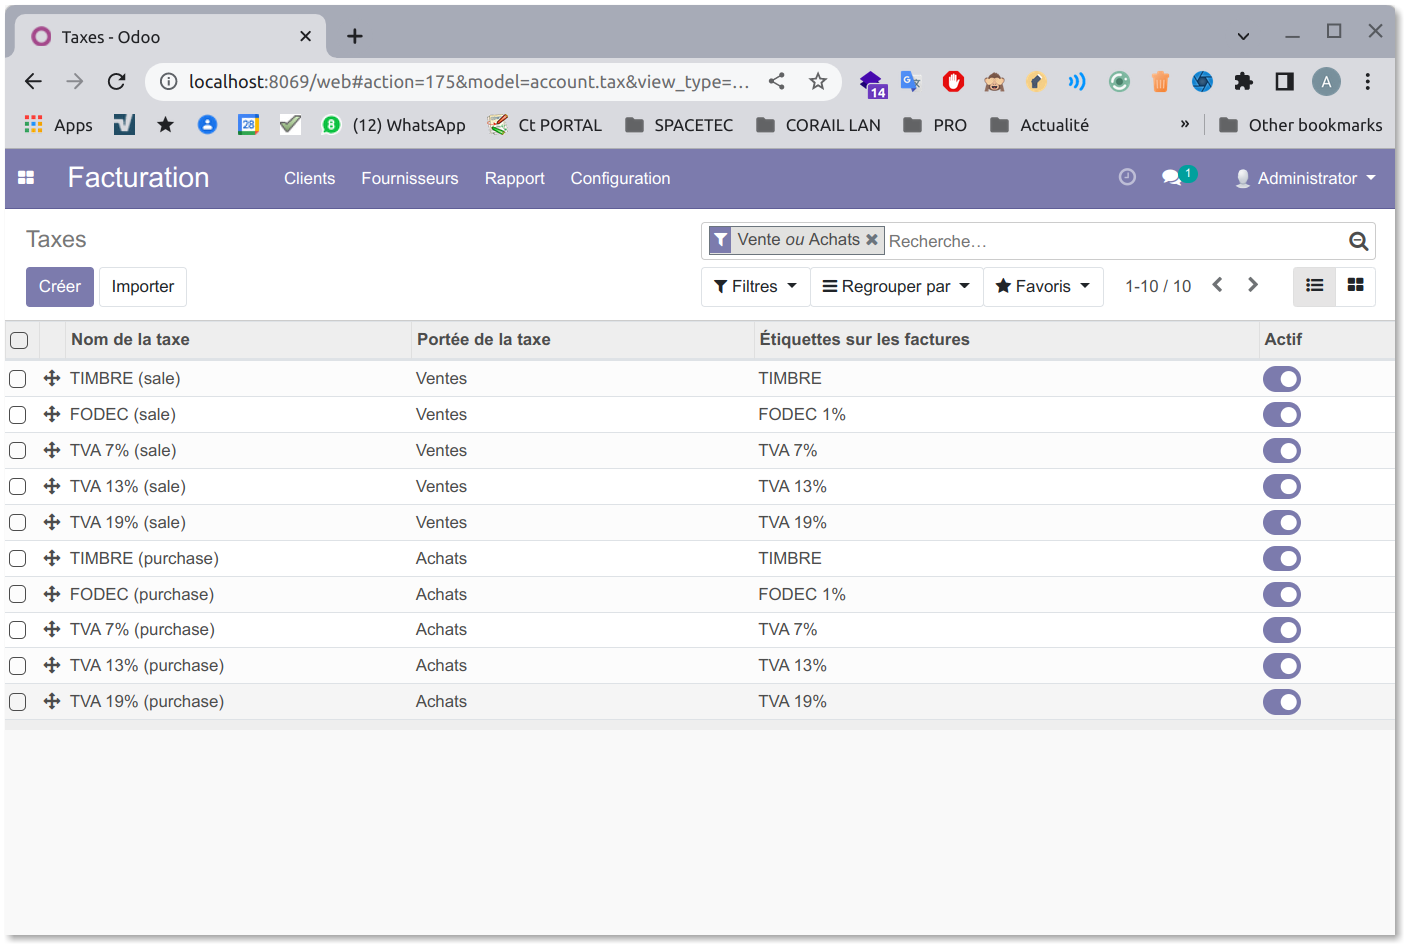 Taxes - Odoo
localhost:8069/web#action=175&model=account.tax&view_type=...
14
A
Apps
28
8
(12) WhatsApp
Ct PORTAL
SPACETEC
CORAIL LAN
PRO
Actualité
»
Other bookmarks
Facturation
Clients
Fournisseurs
Rapport
Configuration
1
Administrator
Taxes
Vente ou Achats
Recherche...
Créer
Importer
Filtres
Regrouper par
Favoris
1-10 / 10
Nom de la taxe Portée de la taxe Étiquettes sur les factures Actif
TIMBRE (sale) Ventes TIMBRE
FODEC (sale) Ventes FODEC 1%
TVA 7% (sale) Ventes TVA 7%
TVA 13% (sale) Ventes TVA 13%
TVA 19% (sale) Ventes TVA 19%
TIMBRE (purchase) Achats TIMBRE
FODEC (purchase) Achats FODEC 1%
TVA 7% (purchase) Achats TVA 7%
TVA 13% (purchase) Achats TVA 13%
TVA 19% (purchase) Achats TVA 19%